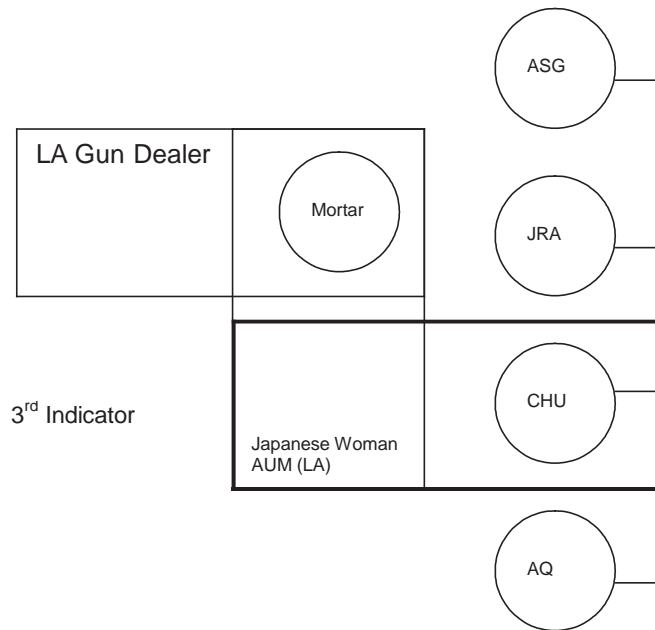 ASG
LA Gun Dealer
Mortar
JRA
3rd Indicator
CHU
Japanese Woman
AUM (LA)
AQ